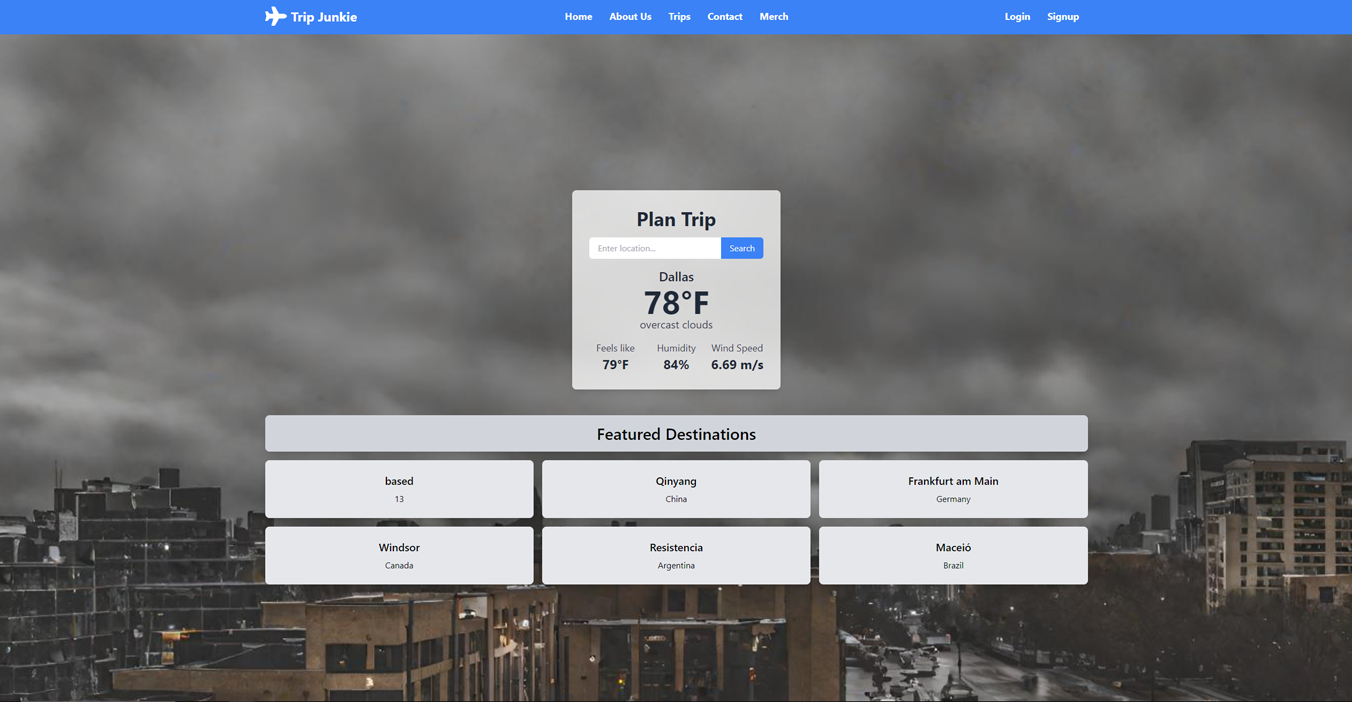 Trip Junkie Home About Us Trips Contact Merch Login Signup
Plan Trip
Enter location... Search
Dallas
78°F
overcast clouds
Feels like Humidity Wind Speed
79°F 84% 6.69 m/s
Featured Destinations
based
13
Qinyang
China
Frankfurt am Main
Germany
Windsor
Canada
Resistencia
Argentina
Maceió
Brazil